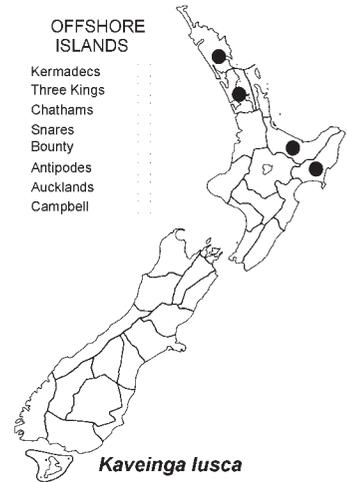 OFFSHORE
ISLANDS
Kermadecs
Three Kings
Chathams
Snares
Bounty
Antipodes
Aucklands
Campbell
Kaveinga lusca